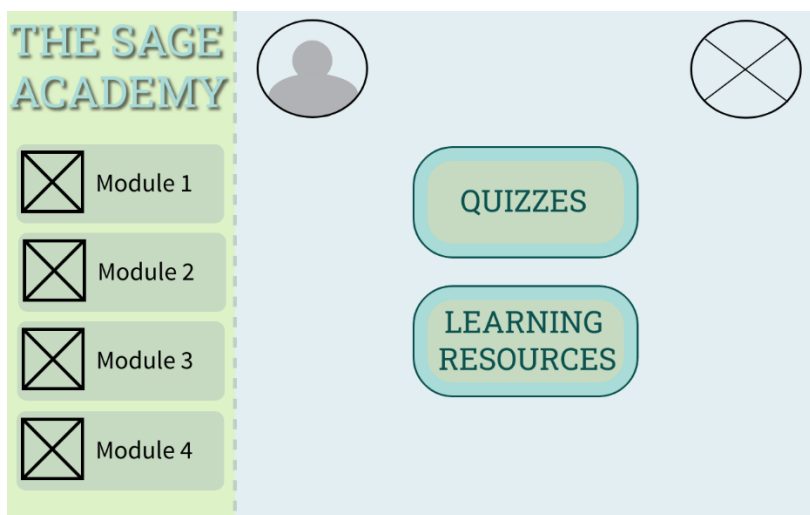 THE SAGE
ACADEMY
Module 1
Module 2
Module 3
Module 4
QUIZZES
LEARNING
RESOURCES